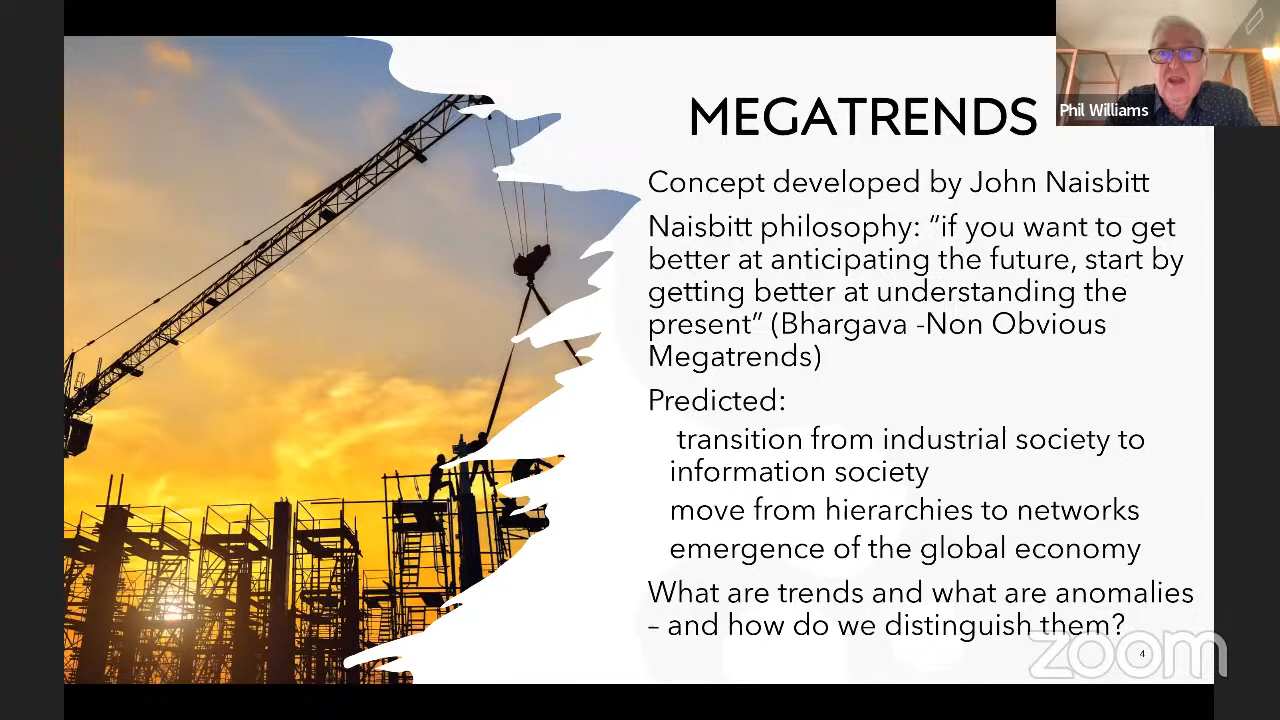 MEGATRENDS
Phil Williams
Concept developed by John Naisbitt
Naisbitt philosophy: “if you want to get
better at anticipating the future, start by
getting better at understanding the
present” (Bhargava -Non Obvious
Megatrends)
Predicted:
transition from industrial society to
information society
move from hierarchies to networks
emergence of the global economy
What are trends and what are anomalies
– and how do we distinguish them?
4
zoom